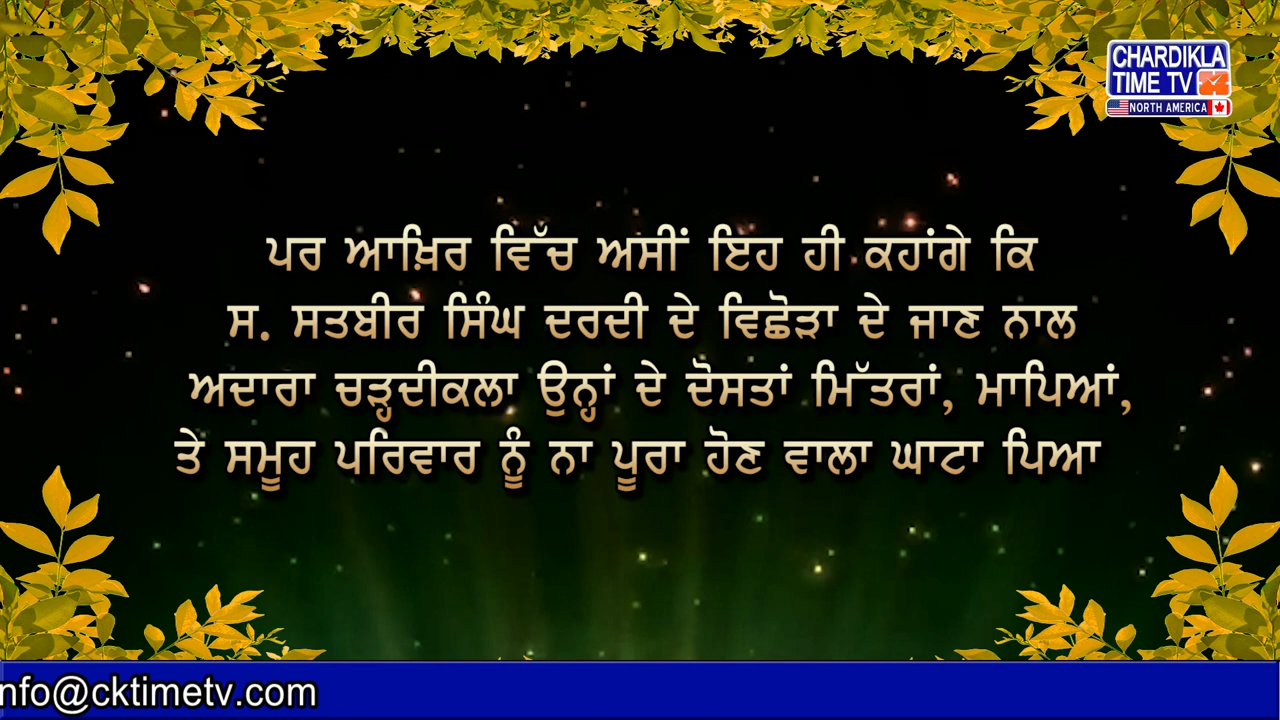 CHARDIKLA
TIME TV
NORTH AMERICA
ਪਰ ਆਖ਼ਿਰ ਵਿੱਚ ਅਸੀਂ ਇਹ ਹੀ ਕਹਾਂਗੇ ਕਿ
ਸ. ਸਤਬੀਰ ਸਿੰਘ ਦਰਦੀ ਦੇ ਵਿਛੋੜਾ ਦੇ ਜਾਣ ਨਾਲ
ਅਦਾਰਾ ਚੜ੍ਹਦੀਕਲਾ ਉਨ੍ਹਾਂ ਦੇ ਦੋਸਤਾਂ ਮਿੱਤਰਾਂ, ਮਾਪਿਆਂ,
ਤੇ ਸਮੂਹ ਪਰਿਵਾਰ ਨੂੰ ਨਾ ਪੂਰਾ ਹੋਣ ਵਾਲਾ ਘਾਟਾ ਪਿਆ
nfo@cktimetv.com